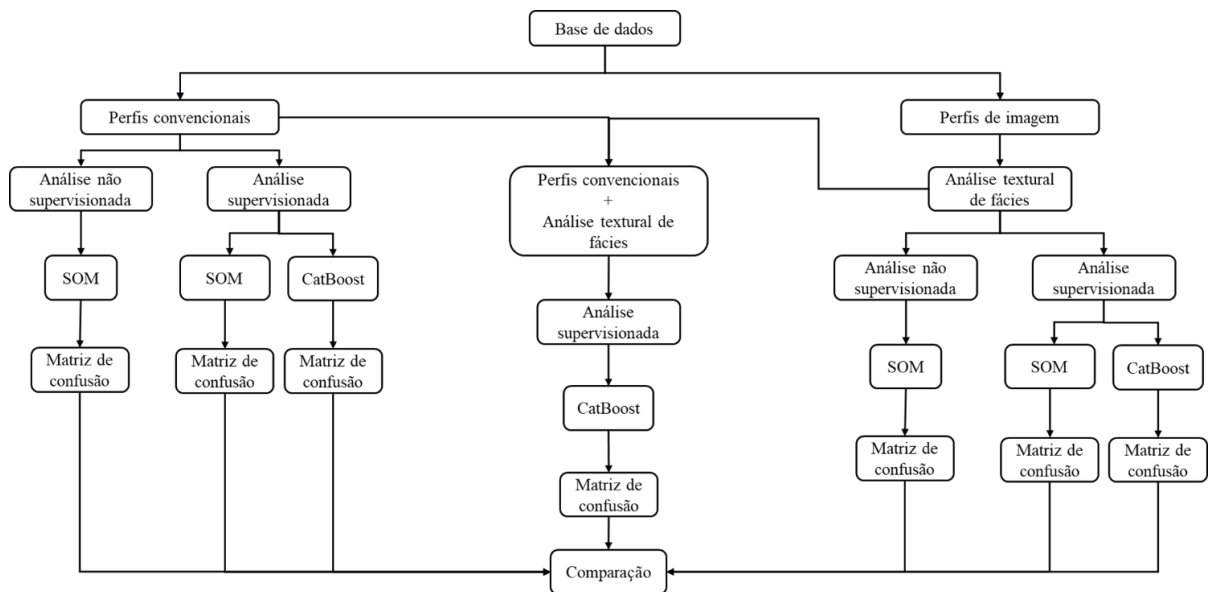 Base de dados
Perfis convencionais
Perfis de imagem
Análise não
supervisionada
Análise
supervisionada
Perfis convencionais
+
Análise textural de
fácies
Análise textural
de fácies
SOM
SOM
CatBoost
Análise não
supervisionada
Análise
supervisionada
Análise
supervisionada
Matriz de
confusão
Matriz de
confusão
Matriz de
confusão
SOM
SOM
CatBoost
CatBoost
Matriz de
confusão
Matriz de
confusão
Matriz de
confusão
Matriz de
confusão
Comparação